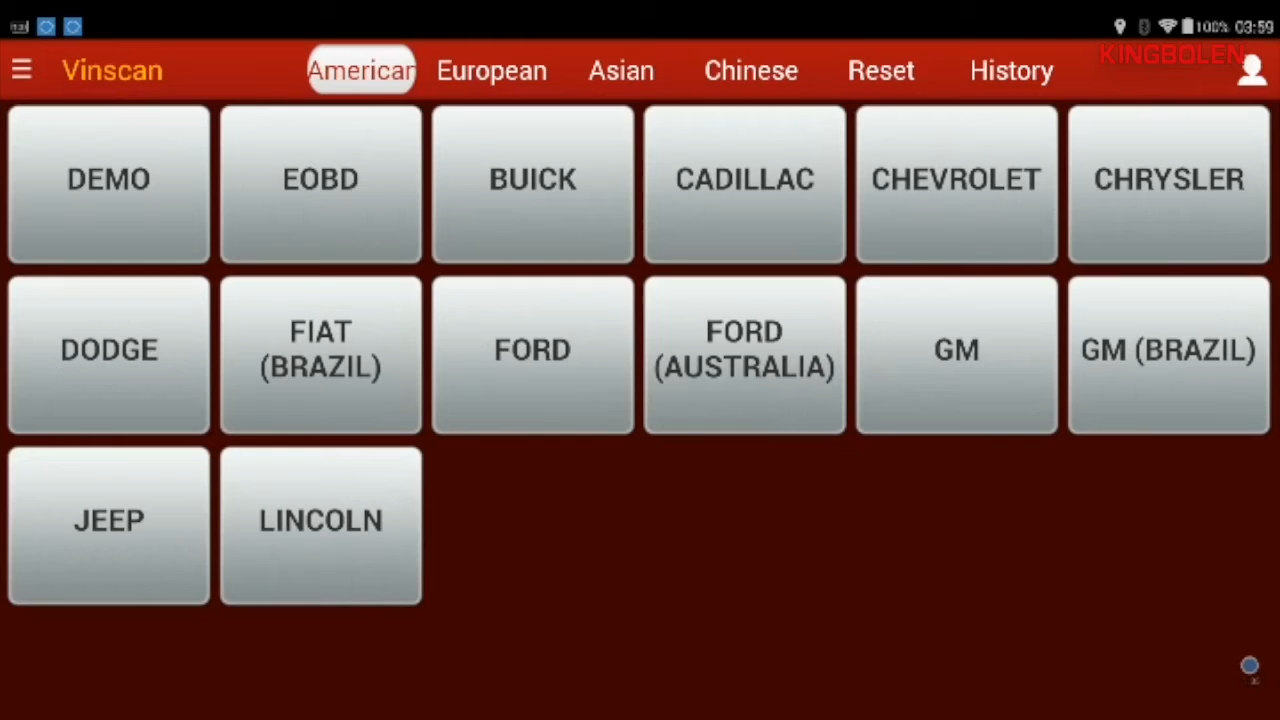 100% 03:59
Vinscan
American
European
Asian
Chinese
Reset
History
KINGBOLEN
DEMO
EOBD
BUICK
CADILLAC
CHEVROLET
CHRYSLER
DODGE
FIAT
(BRAZIL)
FORD
FORD
(AUSTRALIA)
GM
GM (BRAZIL)
JEEP
LINCOLN